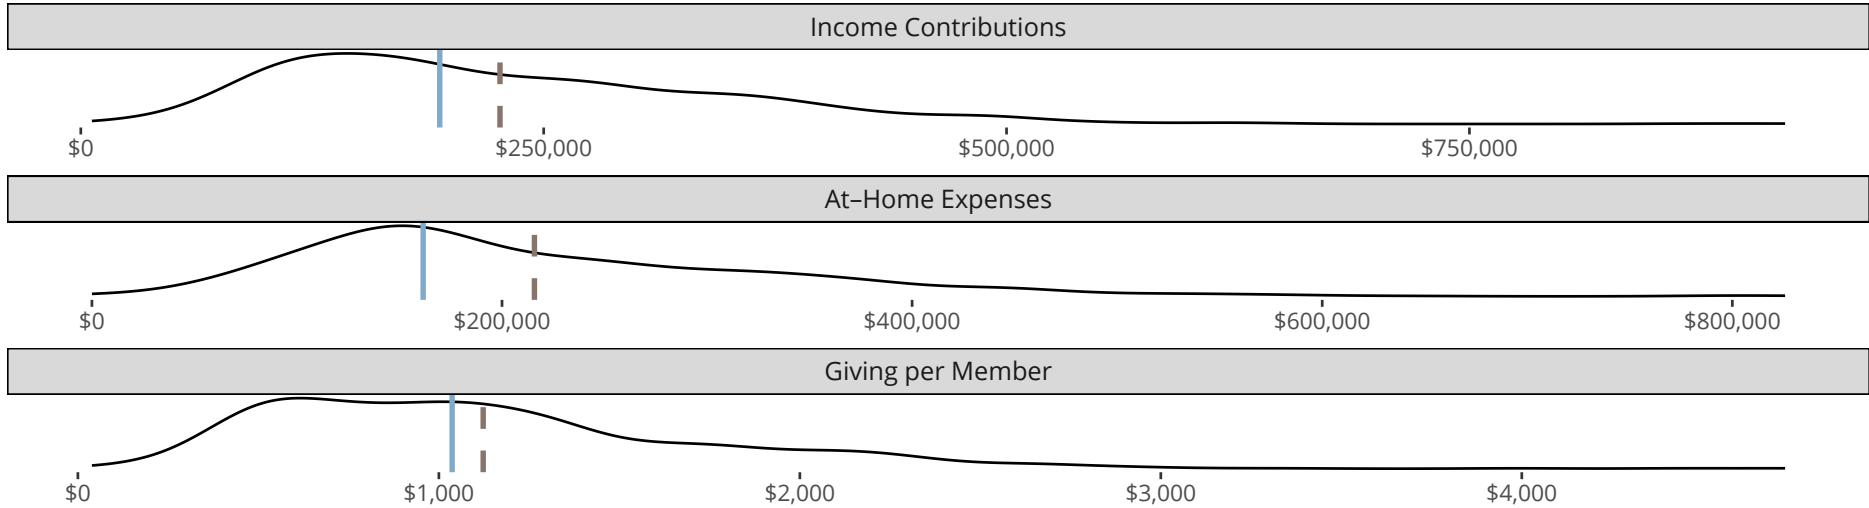 Income Contributions
$0 $250,000 $500,000 $750,000
At–Home Expenses
$0 $200,000 $400,000 $600,000 $800,000
Giving per Member
$0 $1,000 $2,000 $3,000 $4,000